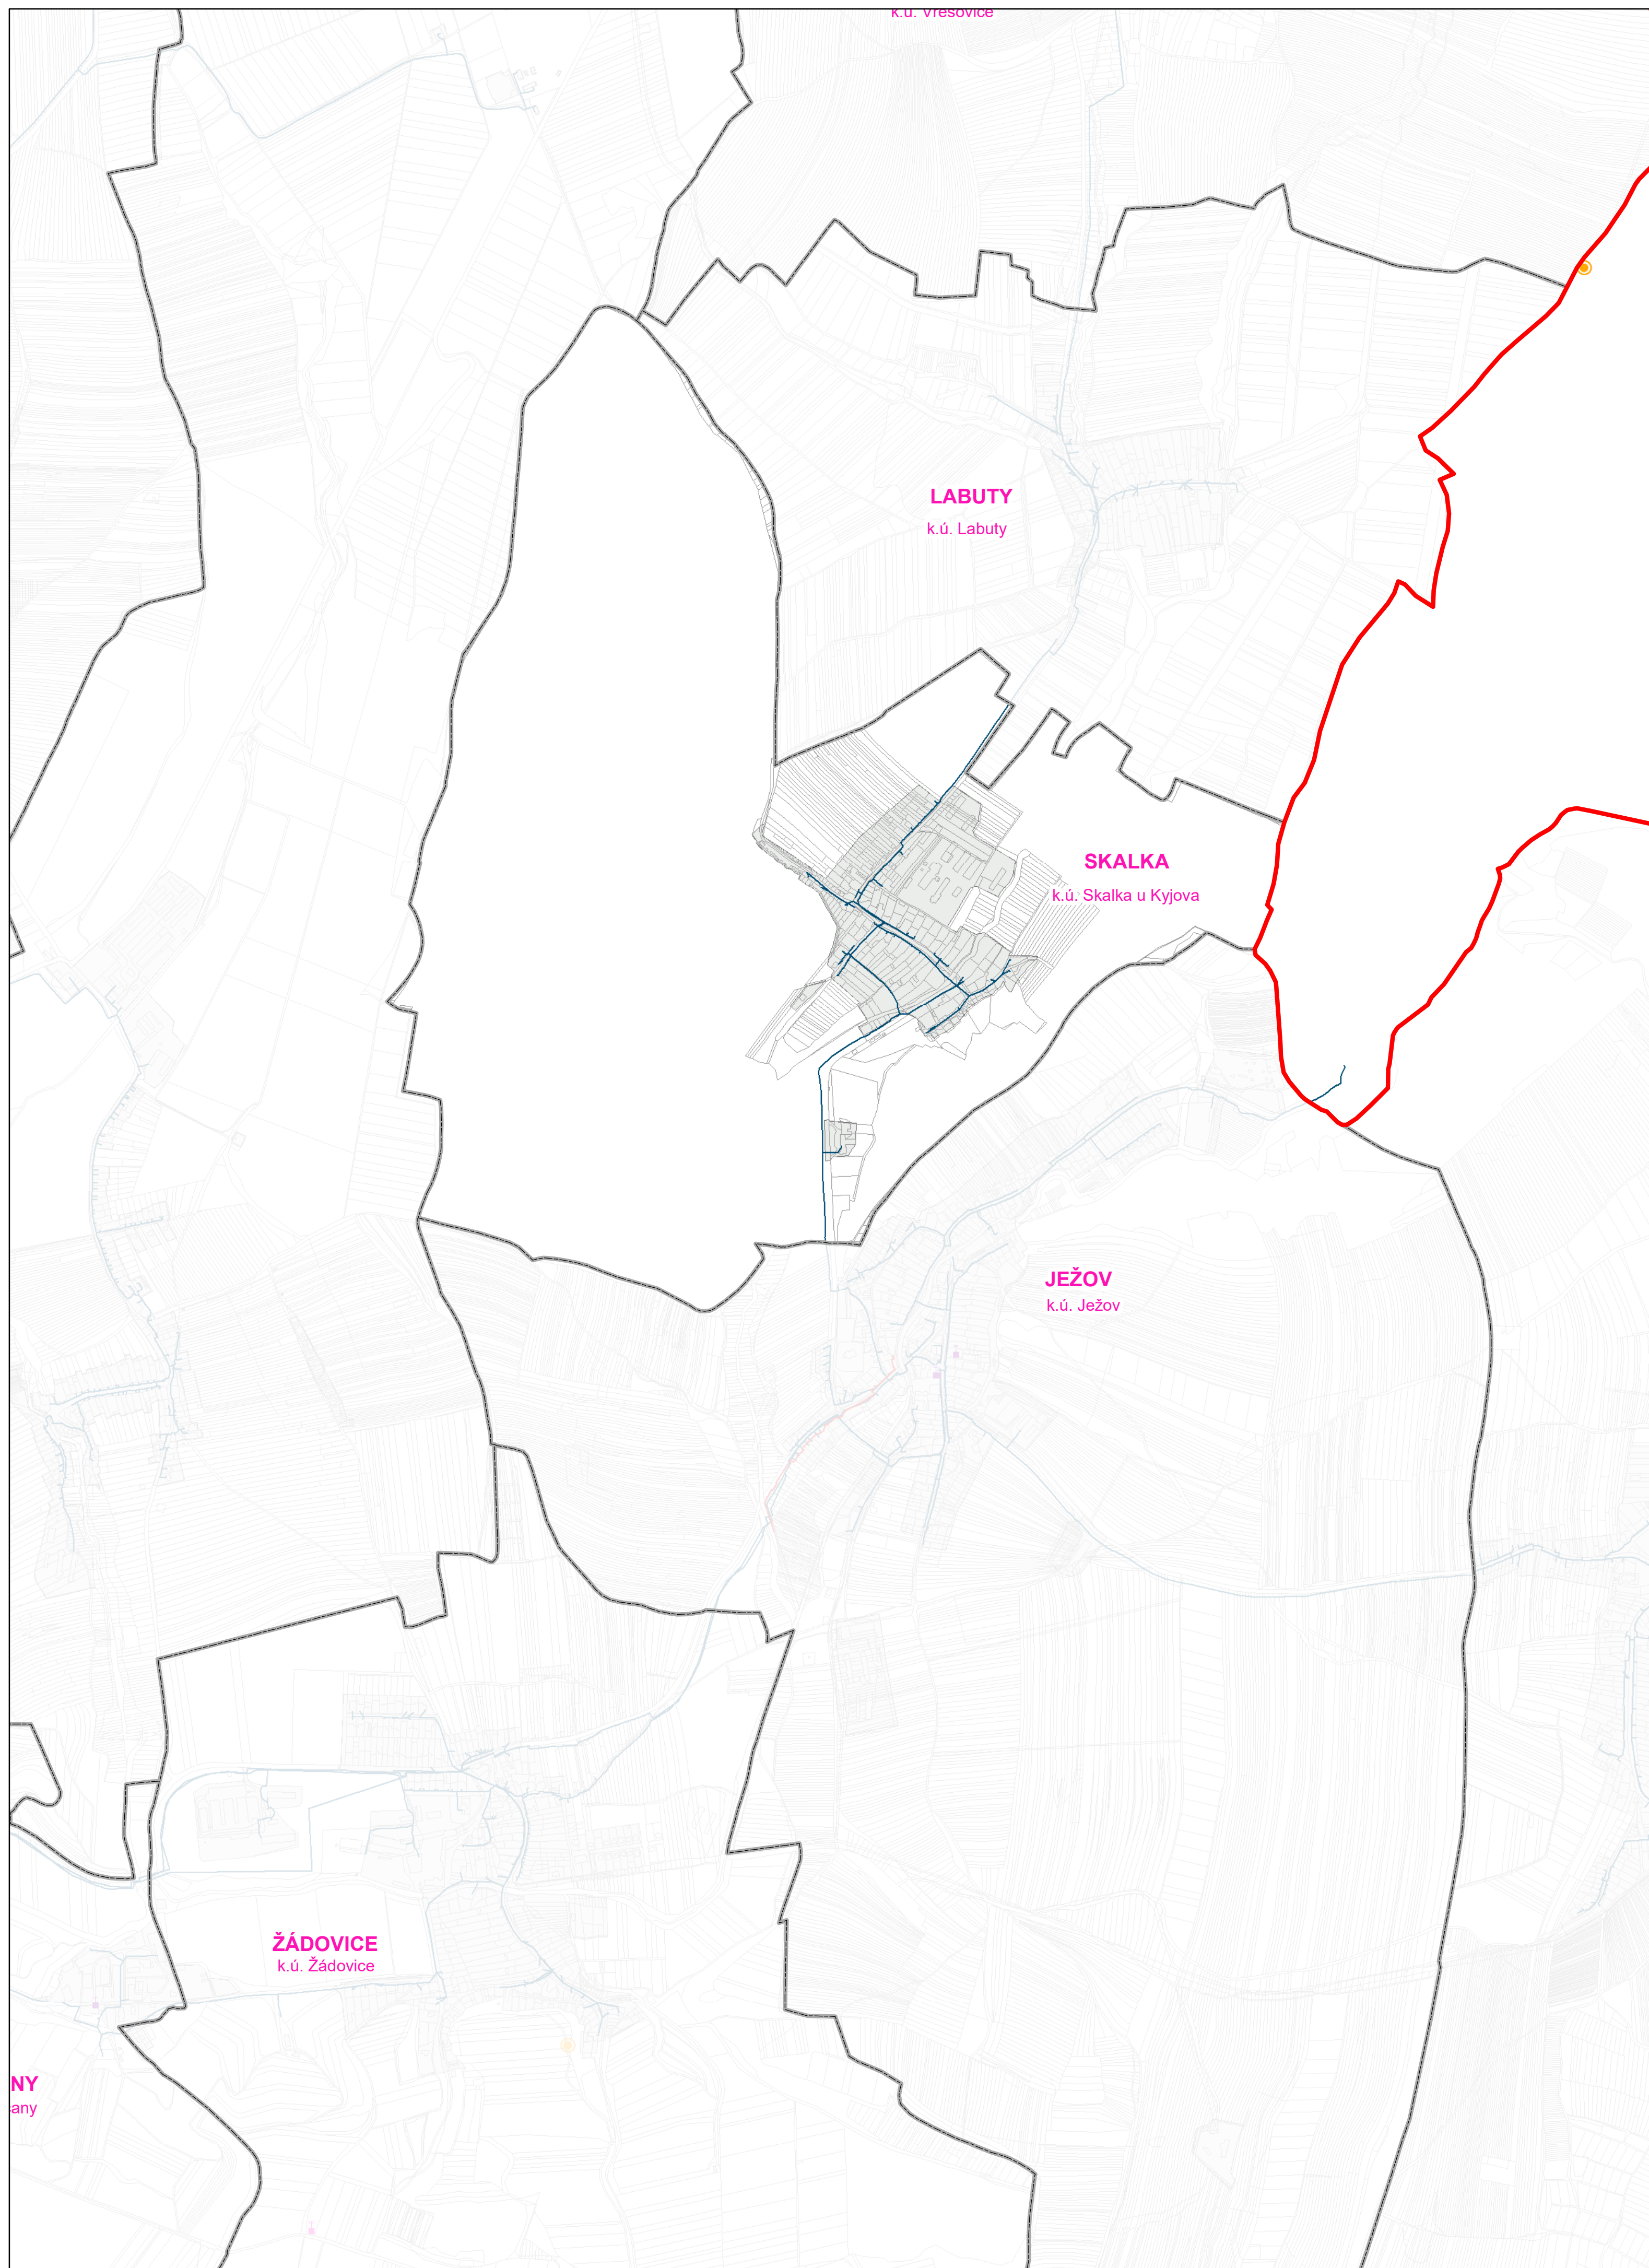 k.ú. Vřesovice
LABUTY
k.ú. Labuty
SKALKA
k.ú. Skalka u Kyjova
JEŽOV
k.ú. Ježov
ŽÁDOVICE
k.ú. Žádovice
NY
any